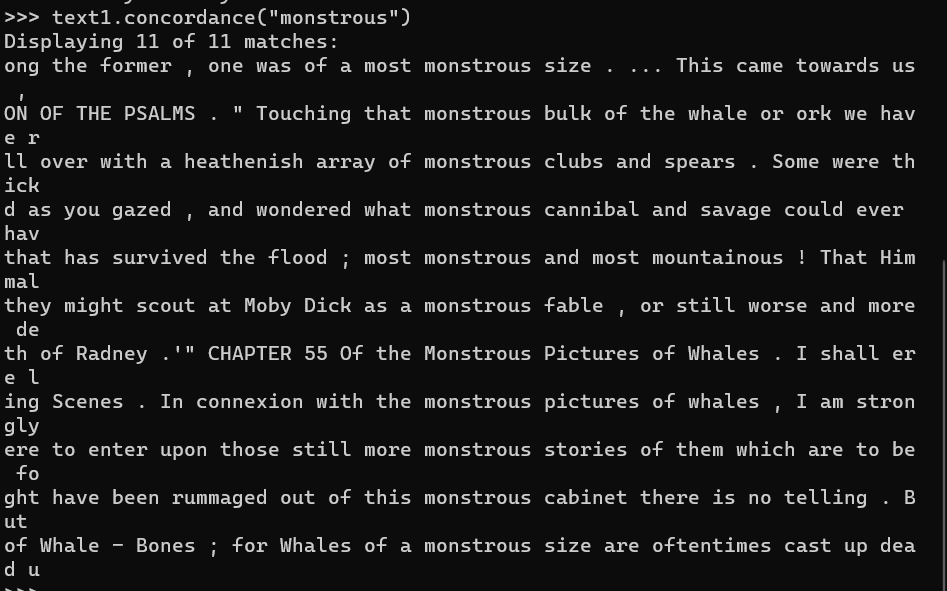 >>> text1.concordance("monstrous")
Displaying 11 of 11 matches:
ong the former , one was of a most monstrous size . ... This came towards us
 ,
ON OF THE PSALMS . " Touching that monstrous bulk of the whale or ork we hav
e r
ll over with a heathenish array of monstrous clubs and spears . Some were th
ick
d as you gazed , and wondered what monstrous cannibal and savage could ever
hav
that has survived the flood ; most monstrous and most mountainous ! That Him
mal
they might scout at Moby Dick as a monstrous fable , or still worse and more
 de
th of Radney .'" CHAPTER 55 Of the Monstrous Pictures of Whales . I shall er
e l
ing Scenes . In connexion with the monstrous pictures of whales , I am stron
gly
ere to enter upon those still more monstrous stories of them which are to be
 fo
ght have been rummaged out of this monstrous cabinet there is no telling . B
ut
of Whale - Bones ; for Whales of a monstrous size are oftentimes cast up dea
d u
>>>